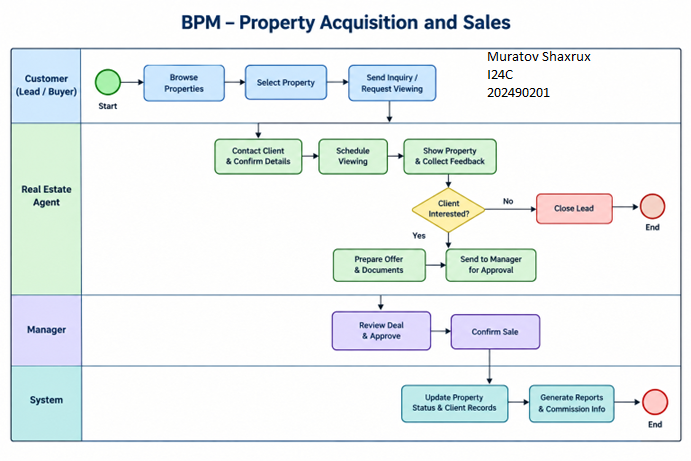 BPM – Property Acquisition and Sales
Muratov Shaxrux
I24C
202490201
Customer
(Lead / Buyer)
Start
Browse
Properties
Select Property
Send Inquiry /
Request Viewing
Real Estate
Agent
Contact Client
& Confirm Details
Schedule
Viewing
Show Property
& Collect Feedback
Client
Interested?
No
Close Lead
End
Yes
Prepare Offer
& Documents
Send to Manager
for Approval
Manager
Review Deal
& Approve
Confirm Sale
System
Update Property
Status & Client Records
Generate Reports
& Commission Info
End